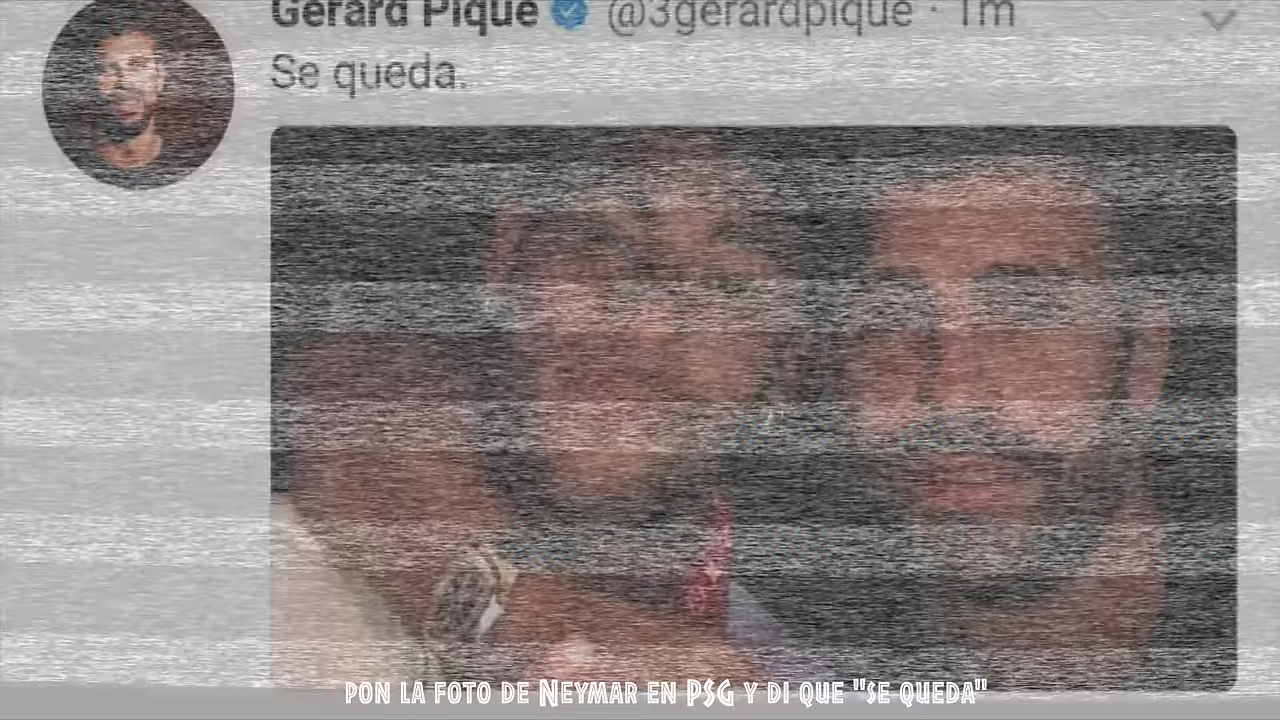 Gerard Piqué @3gerardpique · 1m
Se queda.
PON LA FOTO DE NEYMAR EN PSG Y DI QUE "SE QUEDA"